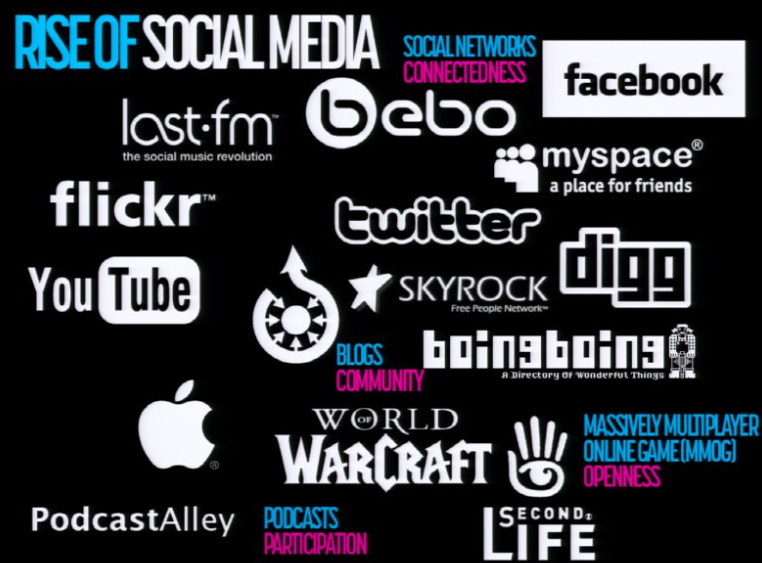 RISE OF SOCIAL MEDIA
SOCIAL NETWORKS
CONNECTEDNESS
facebook
last·fm™
the social music revolution
bebo
myspace®
a place for friends
flickr™
twitter
digg
YouTube
SKYROCK
Free People Network™
BLOGS
COMMUNITY
boingboing
A Directory OF Wonderful Things
®
WORLD OF
WARCRAFT
MASSIVELY MULTIPLAYER
ONLINE GAME (MMOG)
OPENNESS
PodcastAlley
PODCASTS
PARTICIPATION
SECOND
LIFE